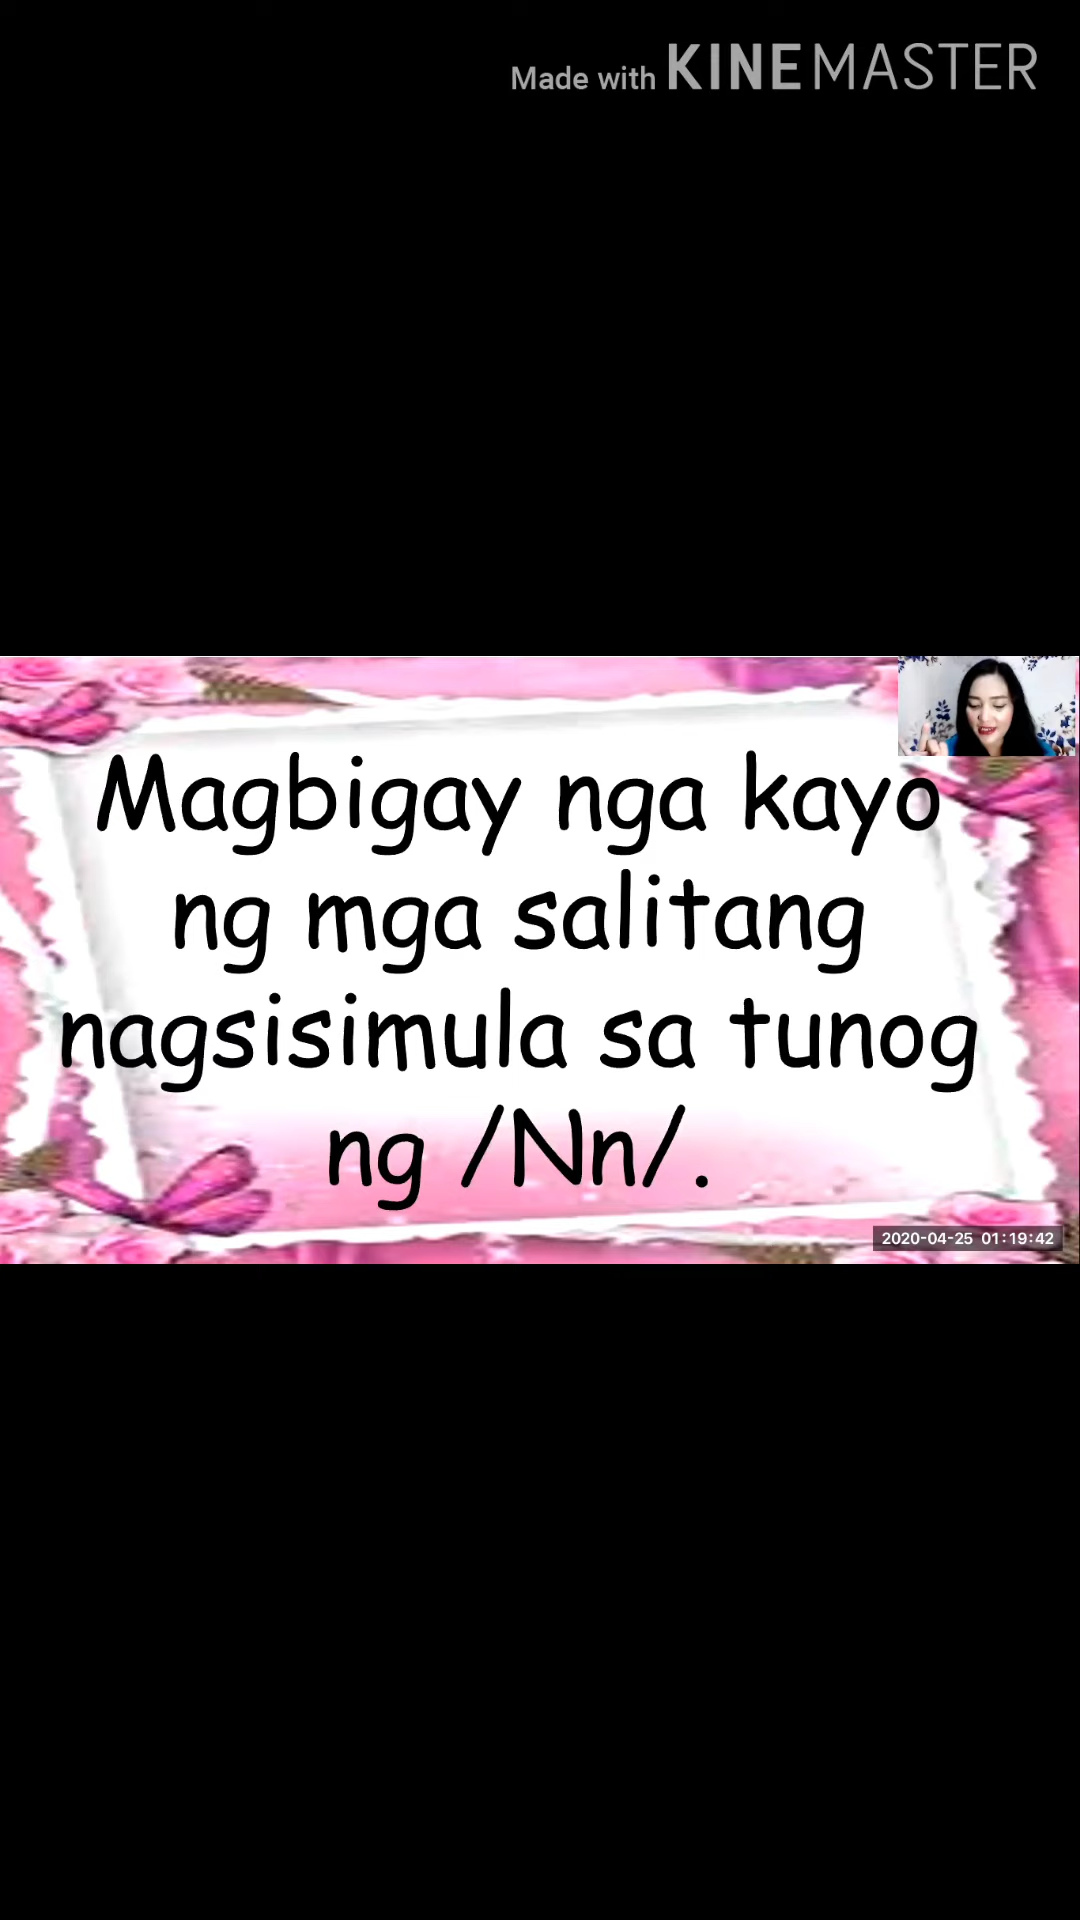 Made with KINEMASTER
Magbigay nga kayo
ng mga salitang
nagsisimula sa tunog
ng /Nn/.
2020-04-25 01:19:42